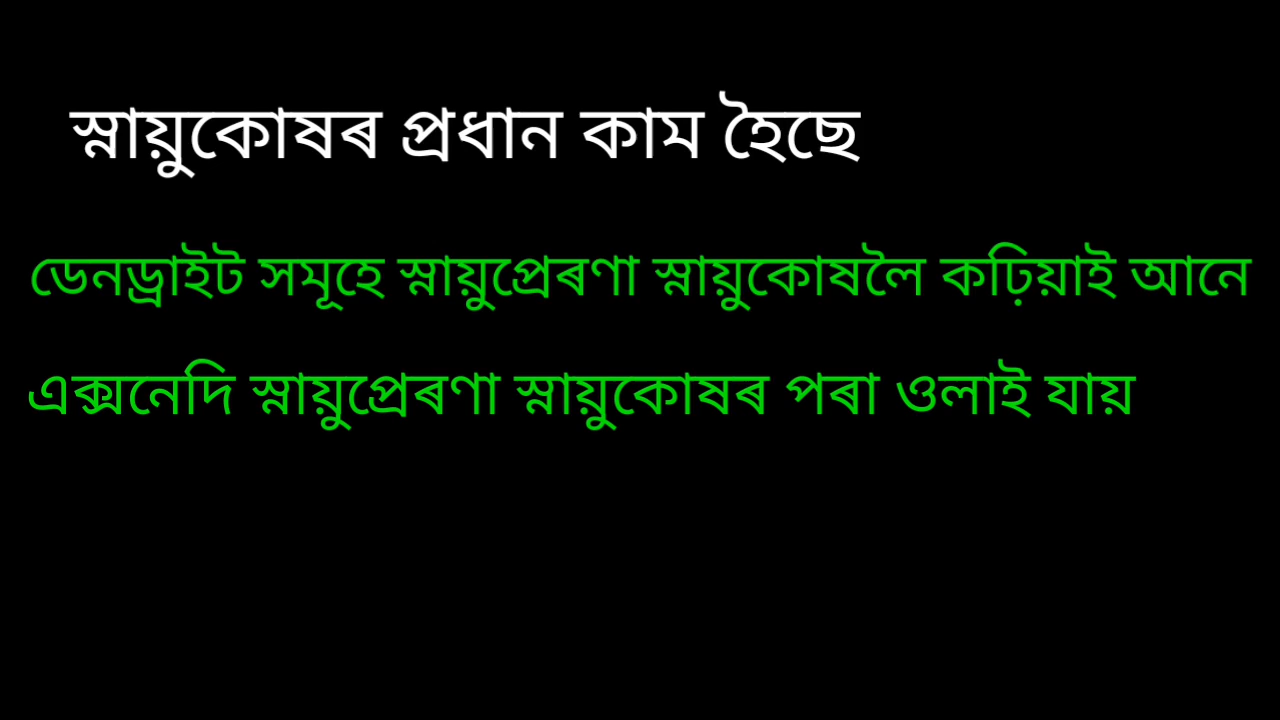 স্নায়ুকোষৰ প্ৰধান কাম হৈছে
ডেনড্ৰাইট সমূহে স্নায়ুপ্ৰেৰণা স্নায়ুকোষলৈ কঢ়িয়াই আনে
এক্সনেদি স্নায়ুপ্ৰেৰণা স্নায়ুকোষৰ পৰা ওলাই যায়